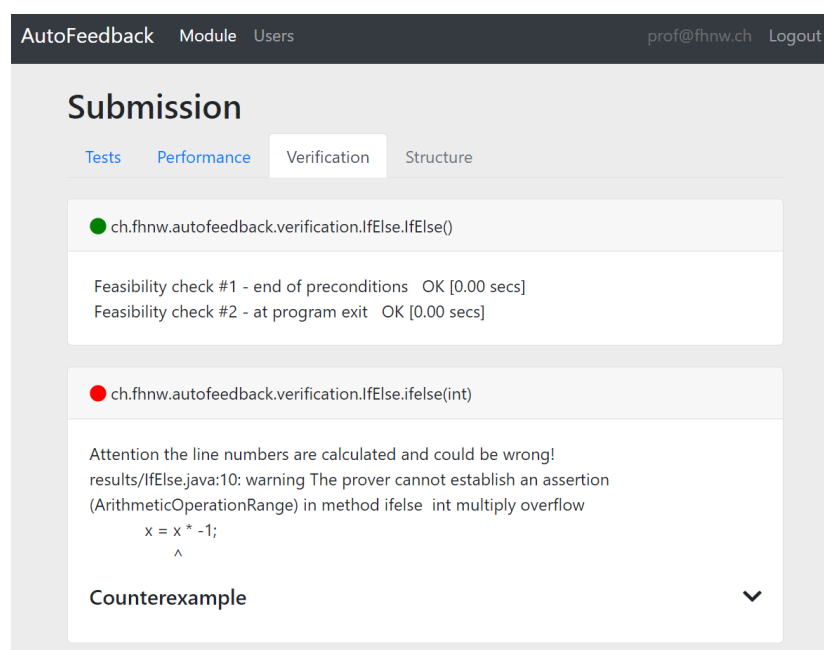 AutoFeedback Module Users prof@fhnw.ch Logout
Submission
Tests Performance Verification Structure
ch.fhnw.autofeedback.verification.IfElse.IfElse()
Feasibility check #1 - end of preconditions OK [0.00 secs]
Feasibility check #2 - at program exit OK [0.00 secs]
ch.fhnw.autofeedback.verification.IfElse.ifelse(int)
Attention the line numbers are calculated and could be wrong!
results/IfElse.java:10: warning The prover cannot establish an assertion
(ArithmeticOperationRange) in method ifelse int multiply overflow
x = x * -1;
^
Counterexample